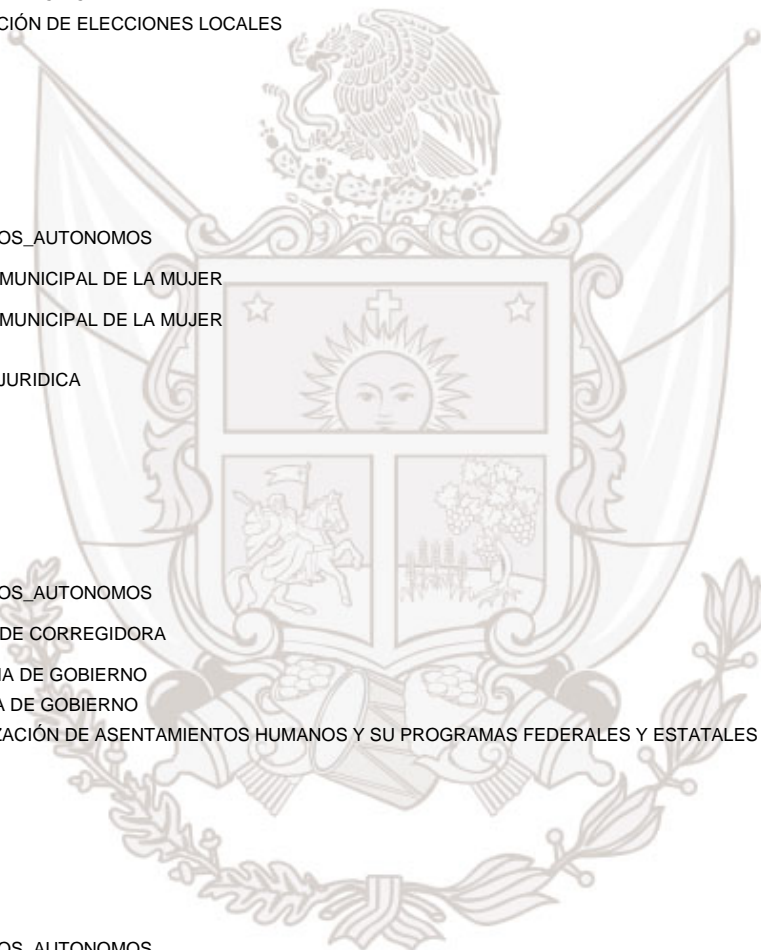 CIÓN DE ELECCIONES LOCALES
OS_AUTONOMOS
MUNICIPAL DE LA MUJER
MUNICIPAL DE LA MUJER
JURIDICA
OS_AUTONOMOS
DE CORREGIDORA
IA DE GOBIERNO
A DE GOBIERNO
ZACIÓN DE ASENTAMIENTOS HUMANOS Y SU PROGRAMAS FEDERALES Y ESTATALES